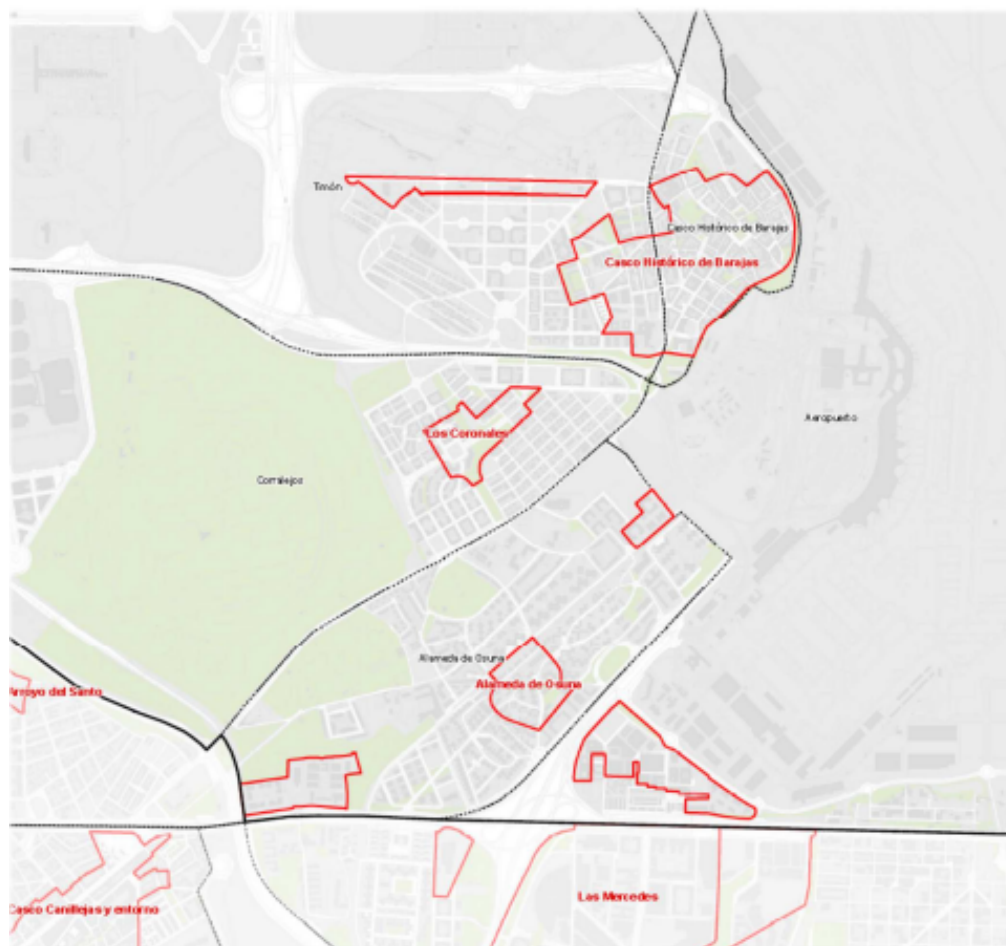 Timón
Casco Histórico de Barajas
Casco Histórico de Barajas
Aeropuerto
Los Coronales
Corralejos
Alameda de Osuna
Alameda de Osuna
Arroyo del Santo
Las Mercedes
Casco Canillejas y entorno